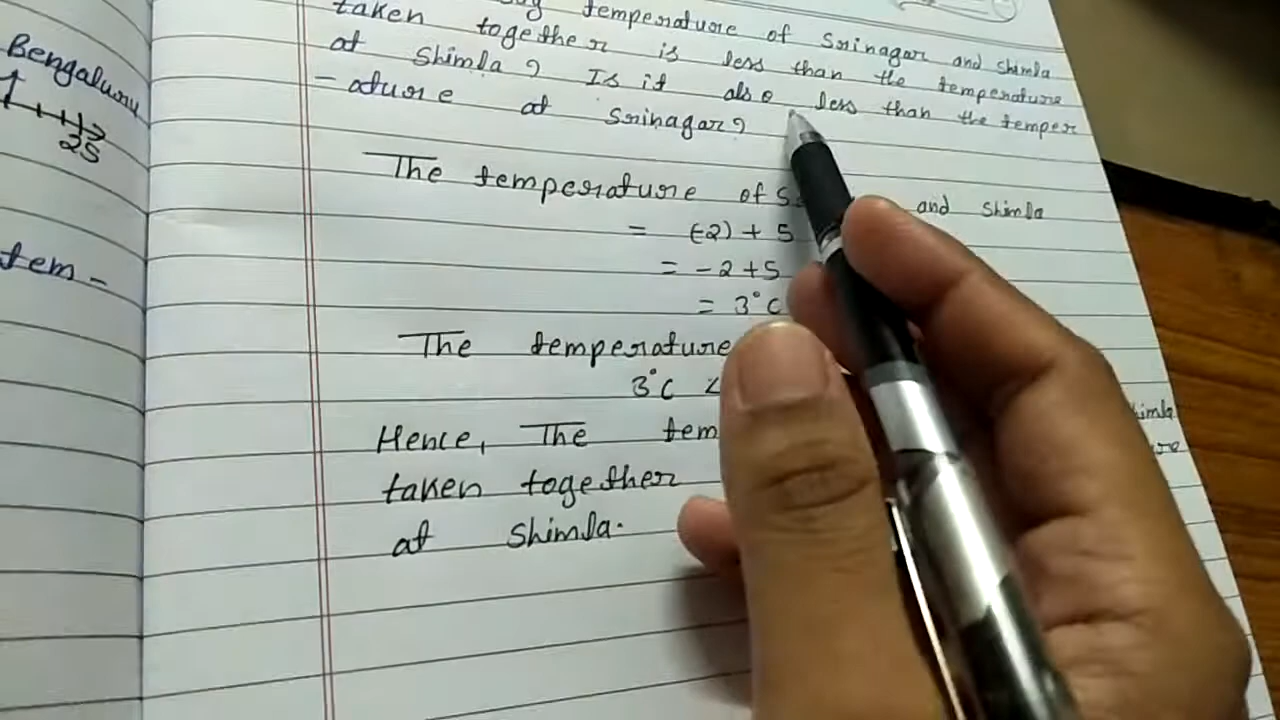 Bengaluru
25
tem -
temperature of Srinagar and Shimla
taken together is less than the temperature
at Shimla? Is it also less than the temper
- ature at Srinagar?
The temperature of and Shimla
= (-2) + 5
= -2 + 5
= 3°C
The temperature
3°C <
Hence, The tem
taken together
at Shimla.